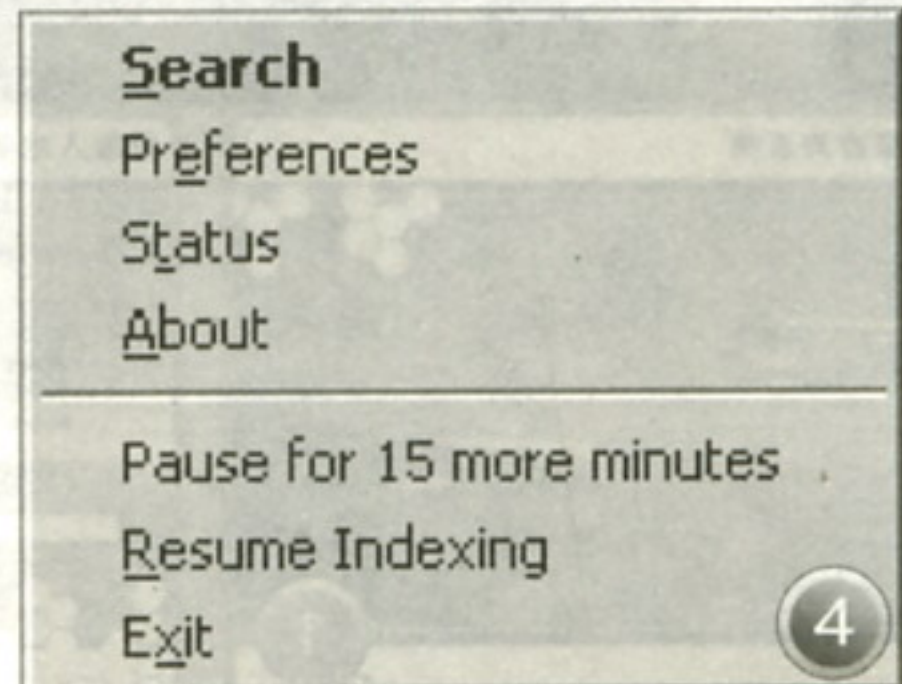 Search
Preferences
Status
About
Pause for 15 more minutes
Resume Indexing
Exit
4